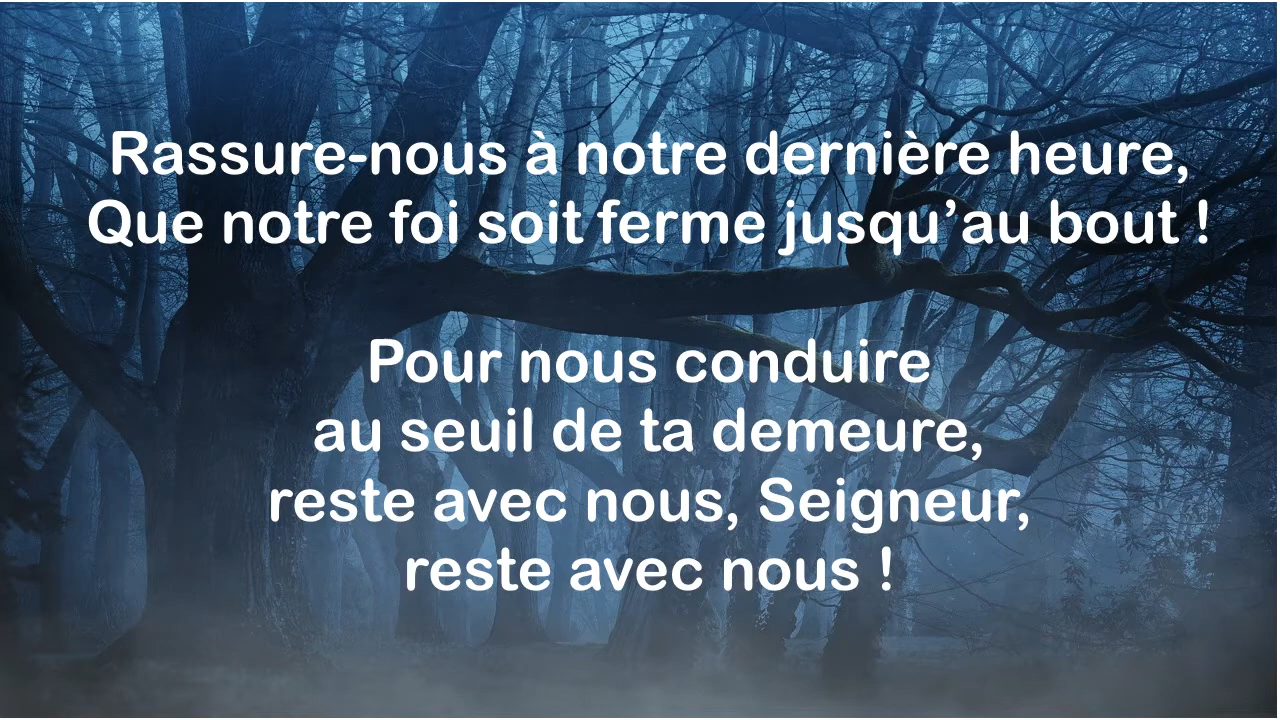 Rassure-nous à notre dernière heure,
Que notre foi soit ferme jusqu’au bout !
Pour nous conduire
au seuil de ta demeure,
reste avec nous, Seigneur,
reste avec nous !